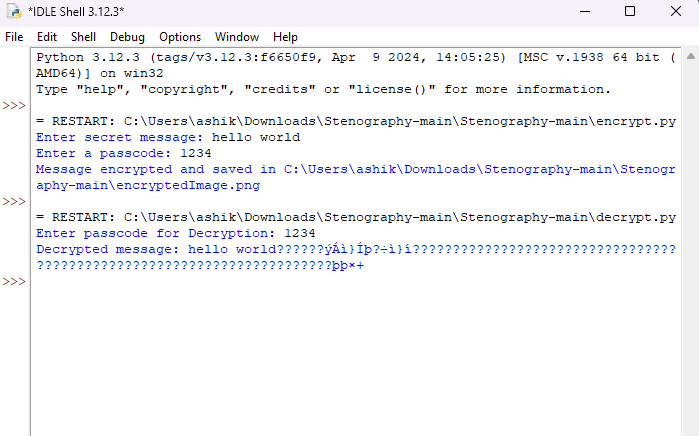 *IDLE Shell 3.12.3*
File Edit Shell Debug Options Window Help
Python 3.12.3 (tags/v3.12.3:f6650f9, Apr  9 2024, 14:05:25) [MSC v.1938 64 bit (
AMD64)] on win32
Type "help", "copyright", "credits" or "license()" for more information.
>>>
= RESTART: C:\Users\ashik\Downloads\Stenography-main\Stenography-main\encrypt.py
Enter secret message: hello world
Enter a passcode: 1234
Message encrypted and saved in C:\Users\ashik\Downloads\Stenography-main\Stenogr
aphy-main\encryptedImage.png
>>>
= RESTART: C:\Users\ashik\Downloads\Stenography-main\Stenography-main\decrypt.py
Enter passcode for Decryption: 1234
Decrypted message: hello world??????ýÁì}Íþ?÷ì}í?????????????????????????????????
?????????????????????????????????????þþ×+
>>>